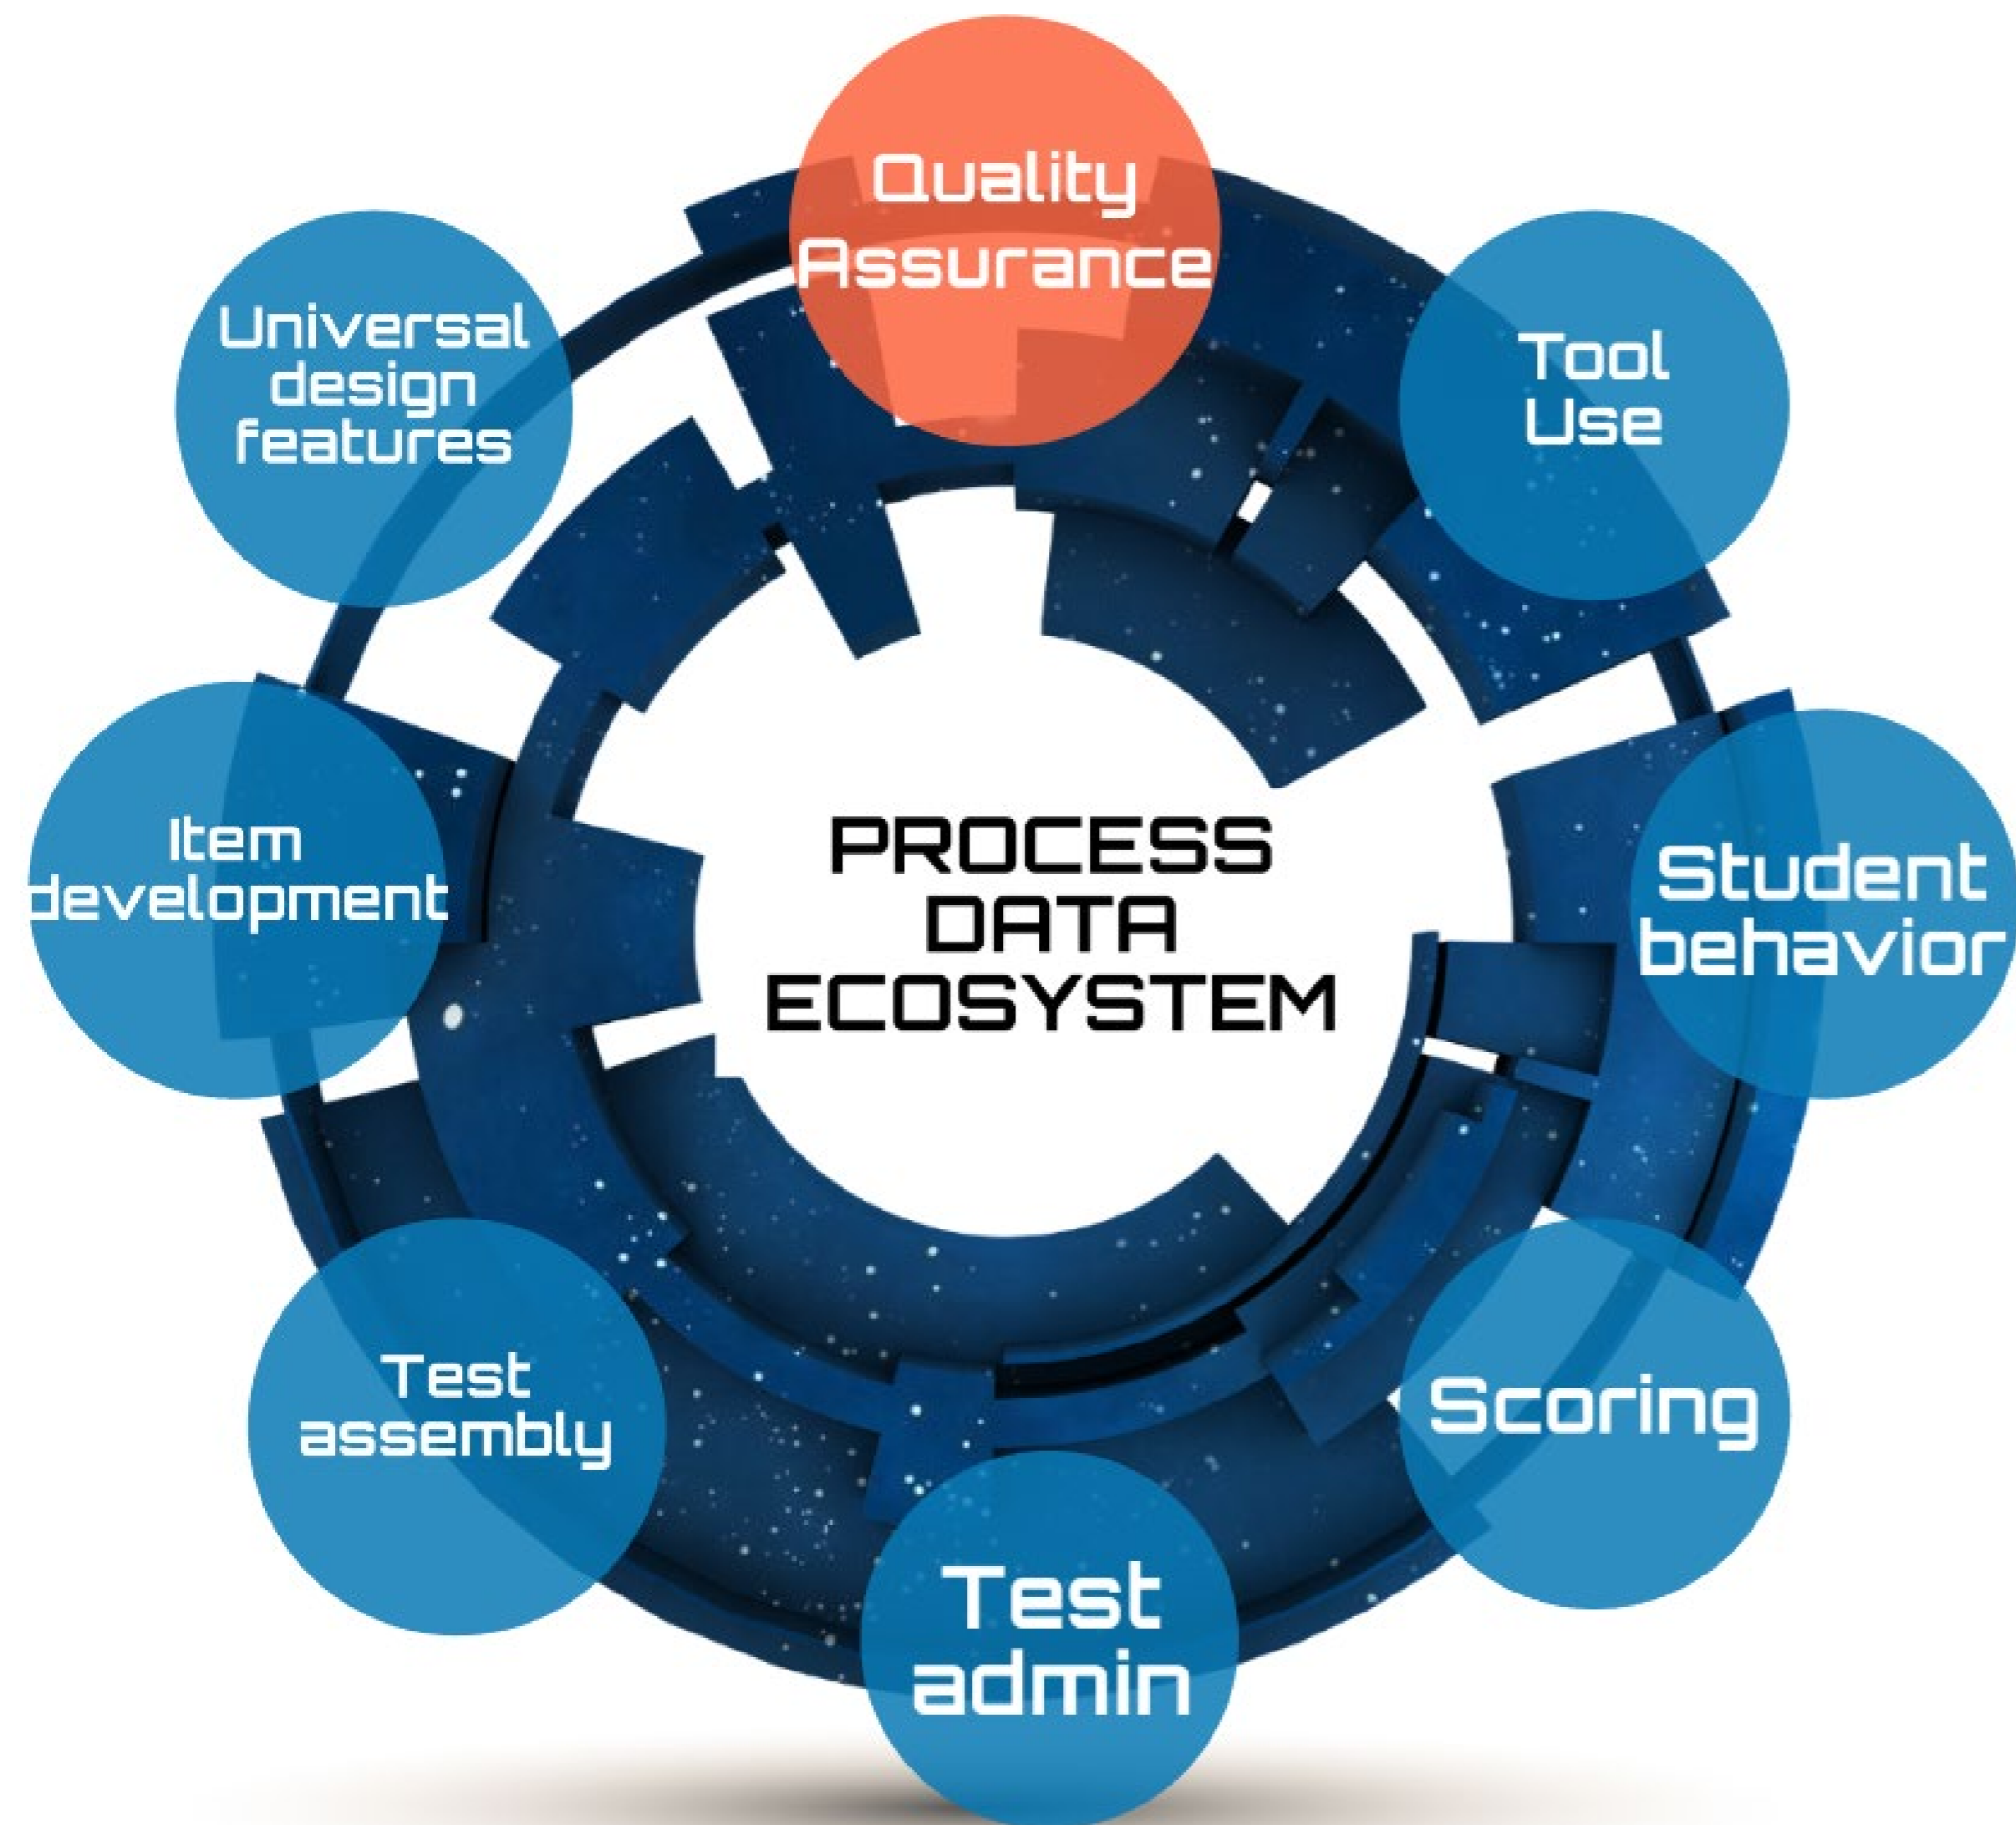 Quality
Assurance
Tool
Use
Student
behavior
Scoring
Test
admin
Test
assembly
Item
development
Universal
design
features
PROCESS
DATA
ECOSYSTEM